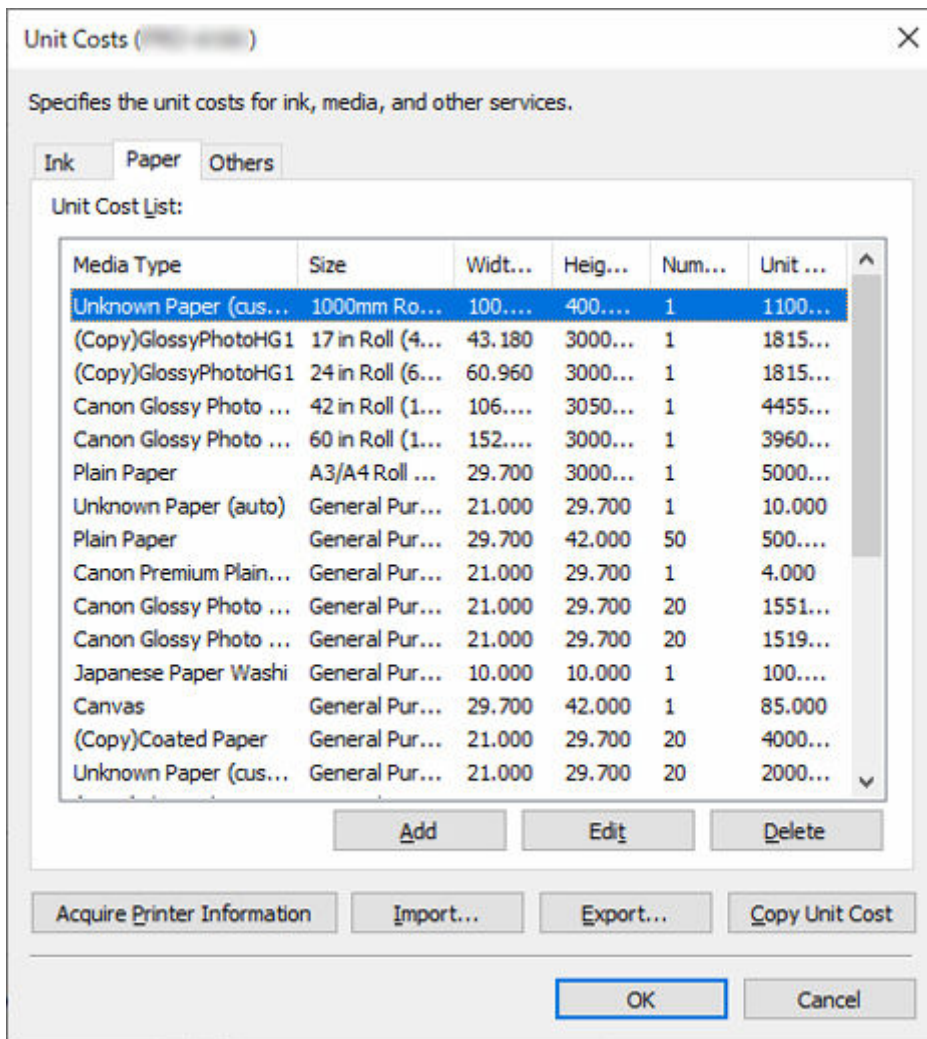 Unit Costs ( )
Specifies the unit costs for ink, media, and other services.
Ink Paper Others
Unit Cost List:
Media Type Size Widt... Heig... Num... Unit ...
Unknown Paper (cus... 1000mm Ro... 100.... 400.... 1 1100...
(Copy)GlossyPhotoHG1 17 in Roll (4... 43.180 3000... 1 1815...
(Copy)GlossyPhotoHG1 24 in Roll (6... 60.960 3000... 1 1815...
Canon Glossy Photo ... 42 in Roll (1... 106.... 3050... 1 4455...
Canon Glossy Photo ... 60 in Roll (1... 152.... 3000... 1 3960...
Plain Paper A3/A4 Roll ... 29.700 3000... 1 5000...
Unknown Paper (auto) General Pur... 21.000 29.700 1 10.000
Plain Paper General Pur... 29.700 42.000 50 500....
Canon Premium Plain... General Pur... 21.000 29.700 1 4.000
Canon Glossy Photo ... General Pur... 21.000 29.700 20 1551...
Canon Glossy Photo ... General Pur... 21.000 29.700 20 1519...
Japanese Paper Washi General Pur... 10.000 10.000 1 100....
Canvas General Pur... 29.700 42.000 1 85.000
(Copy)Coated Paper General Pur... 21.000 29.700 20 4000...
Unknown Paper (cus... General Pur... 21.000 29.700 20 2000...
Add Edit Delete
Acquire Printer Information Import... Export... Copy Unit Cost
OK Cancel